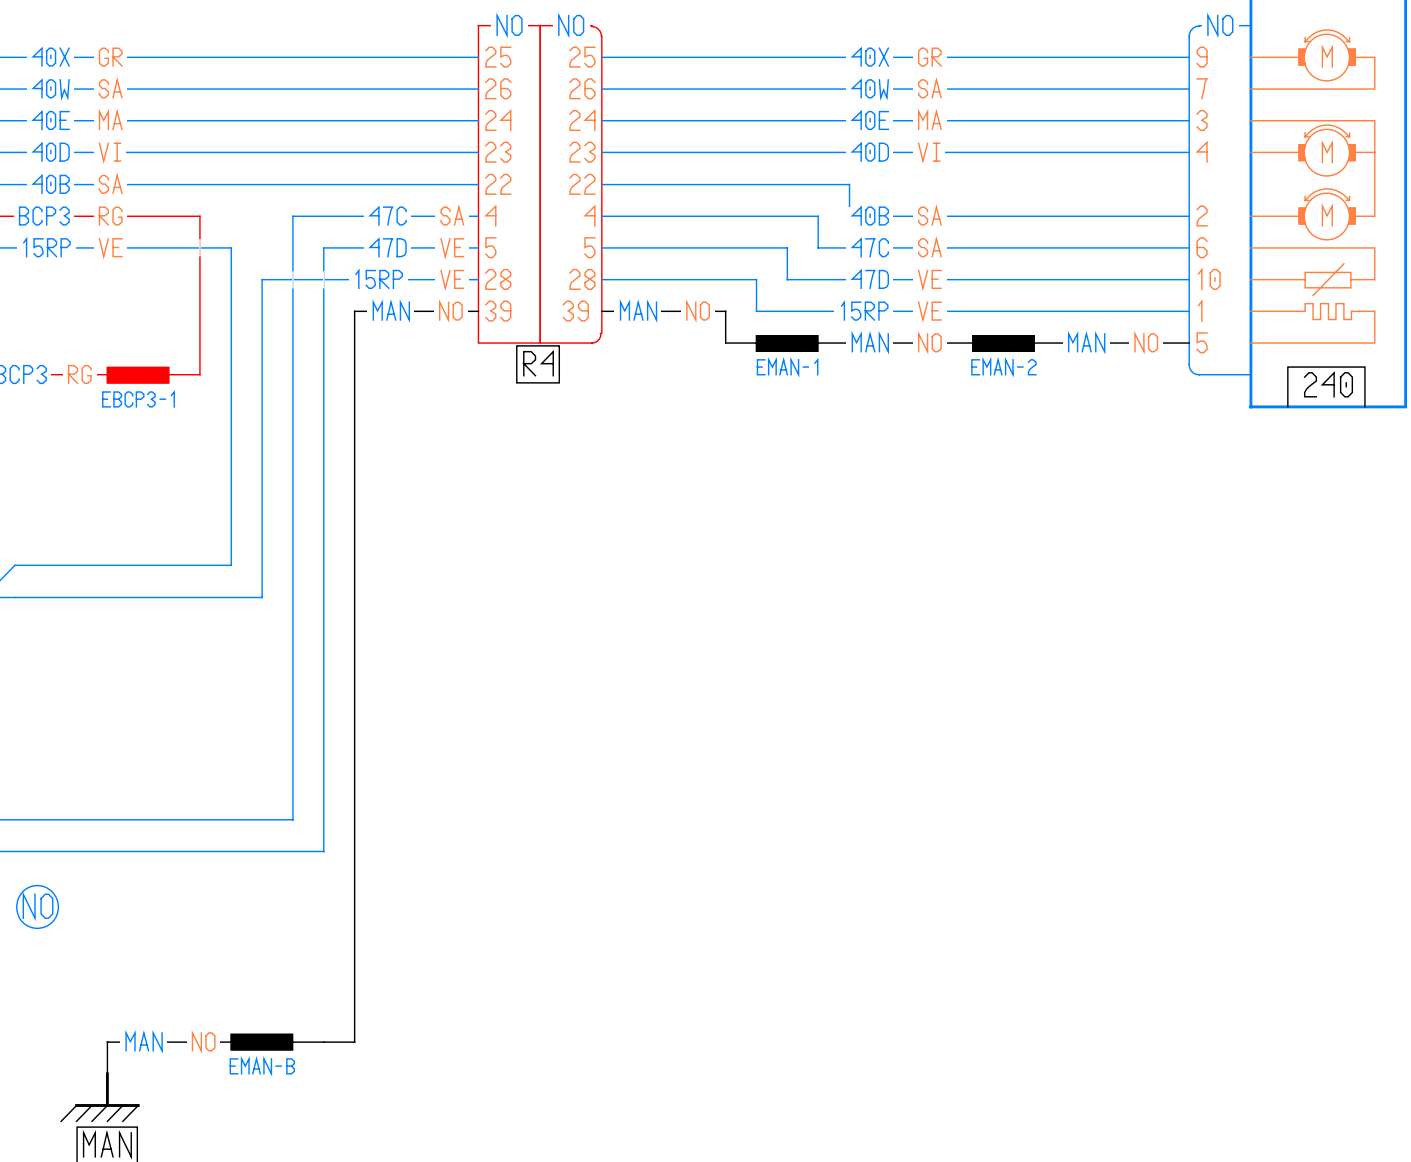 NO NO NO
40X GR 25 25 40X GR 9 M
40W SA 26 26 40W SA 7
40E MA 24 24 40E MA 3
40D VI 23 23 40D VI 4 M
40B SA 22 22
BCP3 RG 47C SA 4 4 40B SA 2 M
15RP VE 47D VE 5 5 47C SA 6
15RP VE 28 28 47D VE 10
MAN NO 39 39 MAN NO 15RP VE 1
MAN NO MAN NO 5
R4 EMAN-1 EMAN-2
BCP3 RG 240
EBCP3-1
NO
MAN NO
EMAN-B
MAN